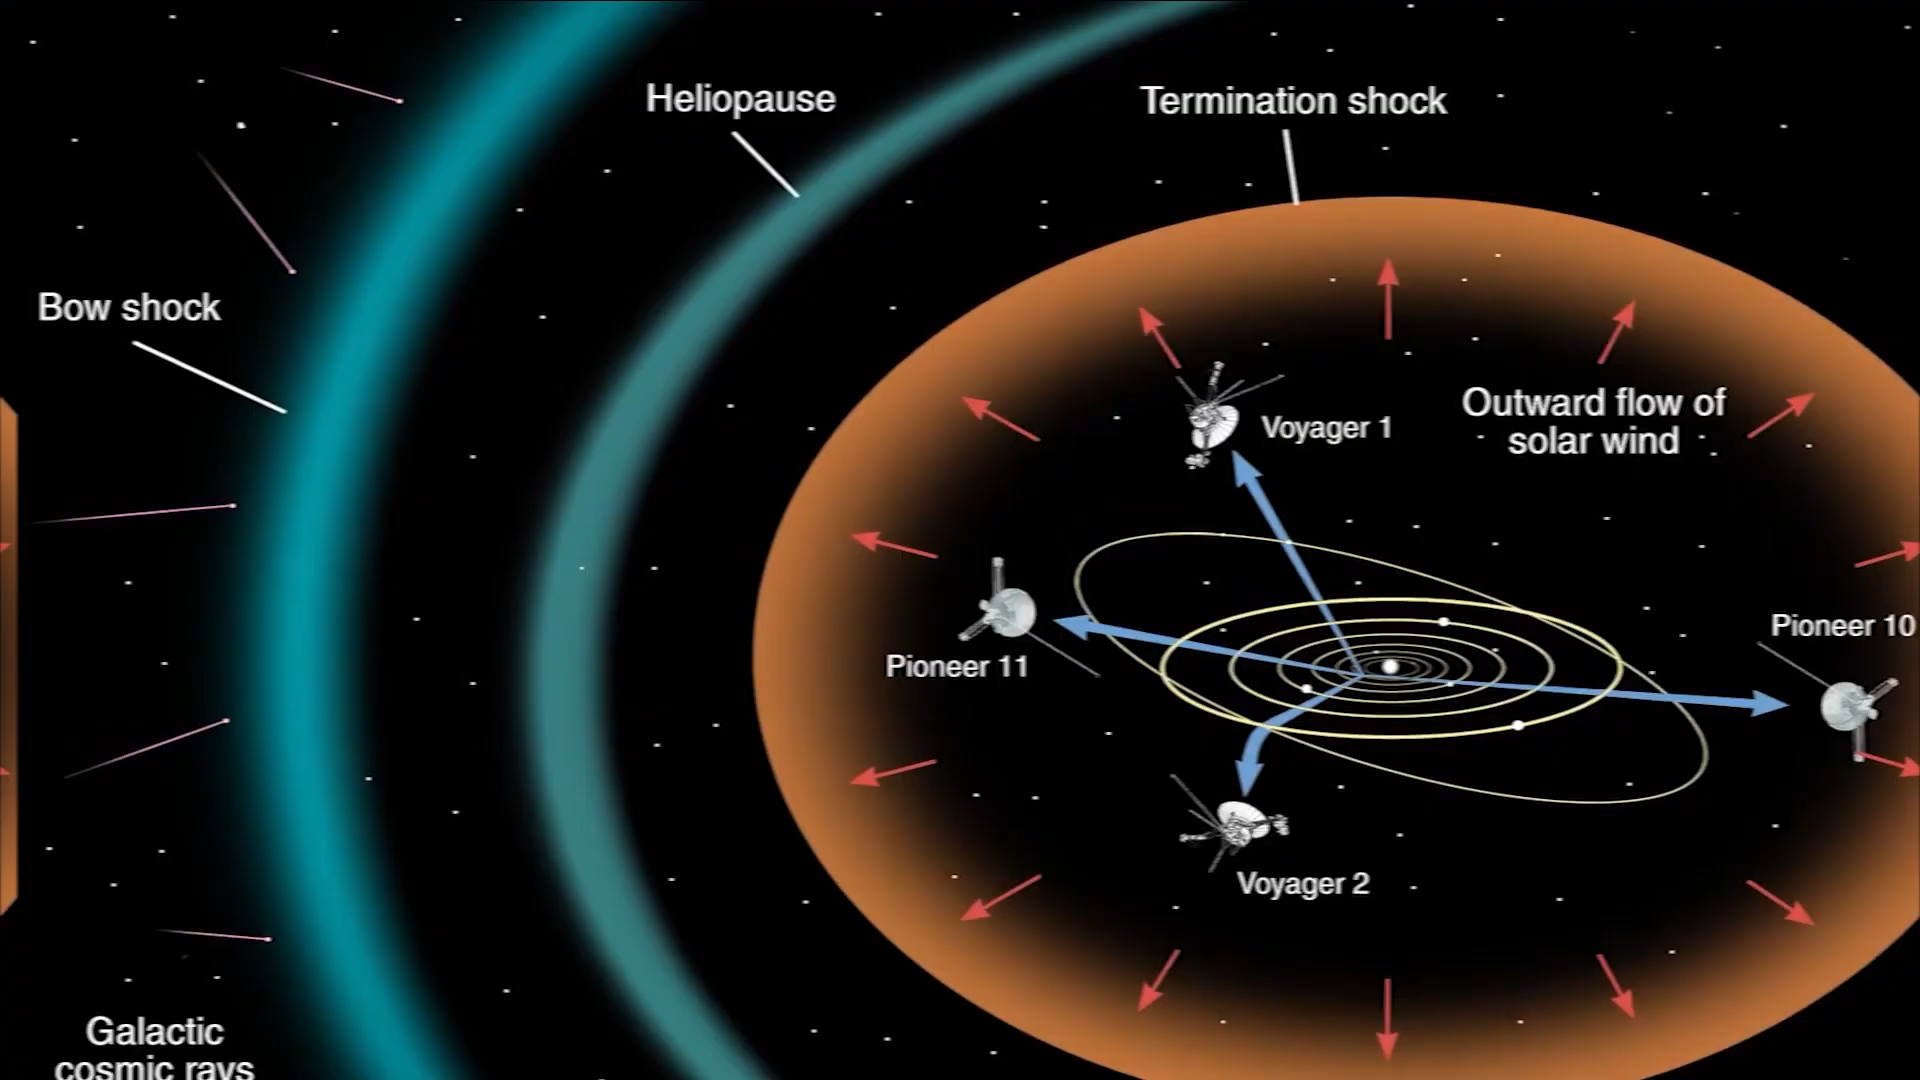 Heliopause
Termination shock
Bow shock
Outward flow of
solar wind
Voyager 1
Pioneer 10
Pioneer 11
Voyager 2
Galactic
cosmic rays